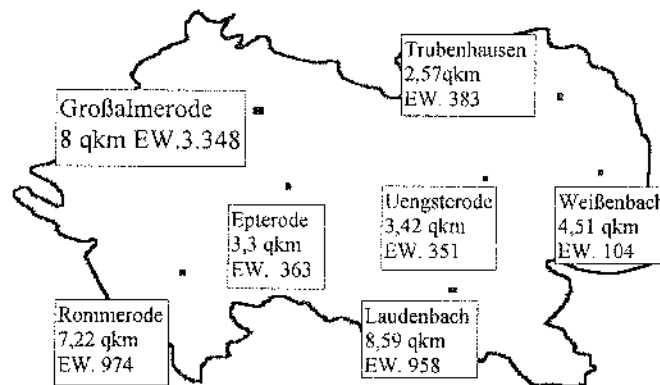 Trubenhausen
2,57qkm
EW. 383
Großalmerode
8 qkm EW.3.348
Epterode
3,3 qkm
EW. 363
Uengsterode
3,42 qkm
EW. 351
Weißenbach
4,51 qkm
EW. 104
Rommerode
7,22 qkm
EW. 974
Laudenbach
8,59 qkm
EW. 958